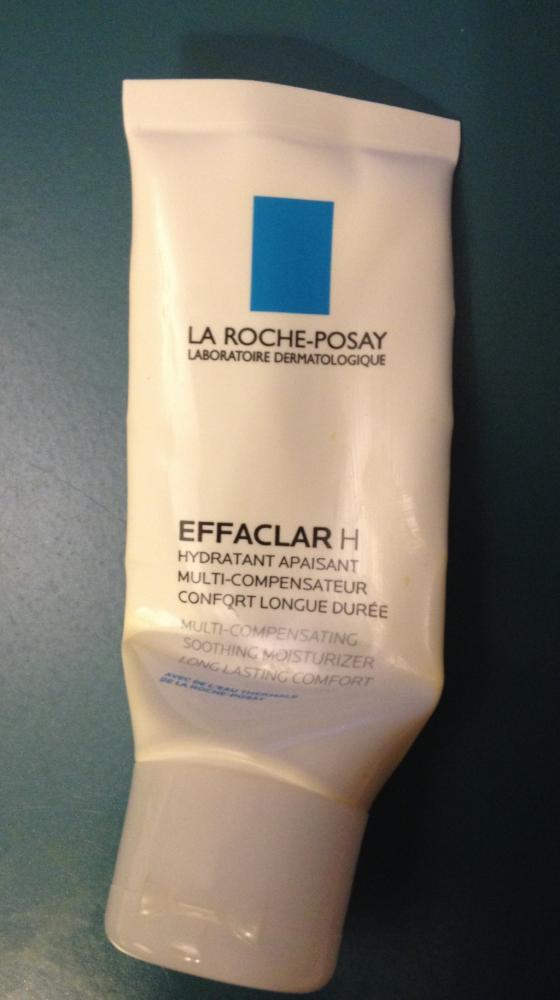 LA ROCHE-POSAY
LABORATOIRE DERMATOLOGIQUE
EFFACLAR H
HYDRATANT APAISANT
MULTI-COMPENSATEUR
CONFORT LONGUE DURÉE
MULTI-COMPENSATING
SOOTHING MOISTURIZER
LONG LASTING COMFORT
AVEC DE L'EAU THERMALE
DE LA ROCHE-POSAY